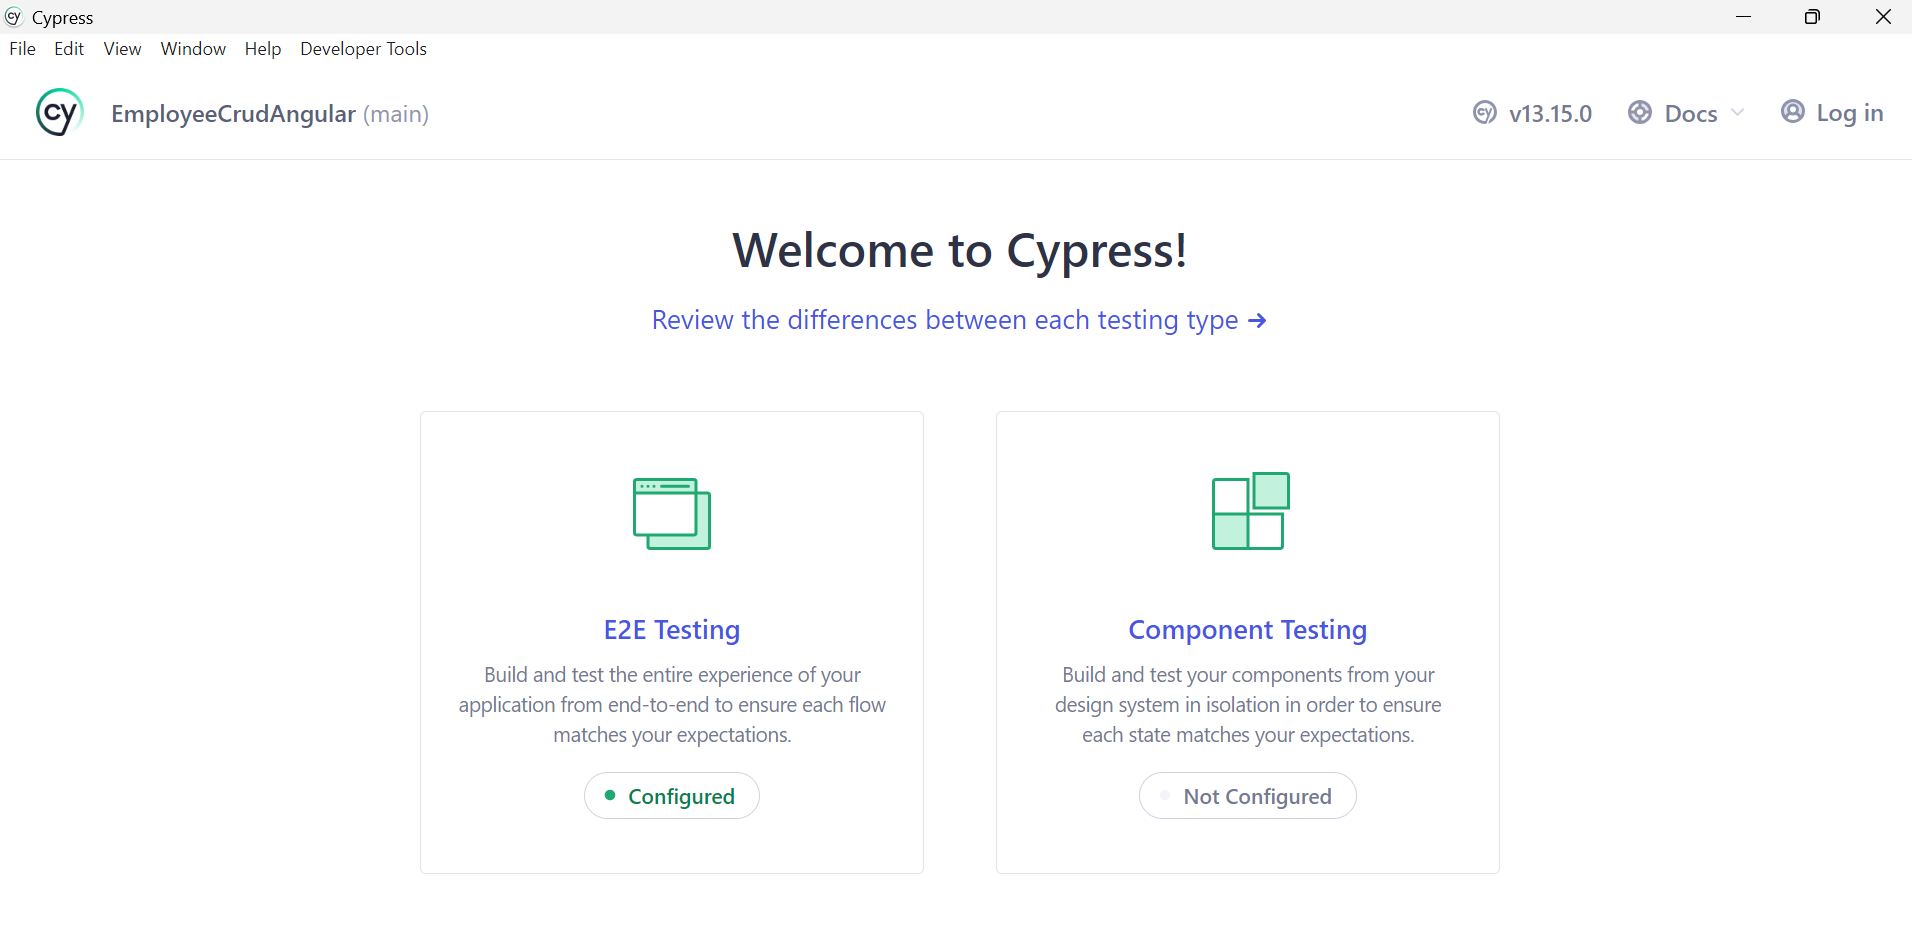 Cypress
File Edit View Window Help Developer Tools
cy EmployeeCrudAngular (main) cy v13.15.0 Docs Log in
Welcome to Cypress!
Review the differences between each testing type →
E2E Testing
Build and test the entire experience of your
application from end-to-end to ensure each flow
matches your expectations.
Configured
Component Testing
Build and test your components from your
design system in isolation in order to ensure
each state matches your expectations.
Not Configured